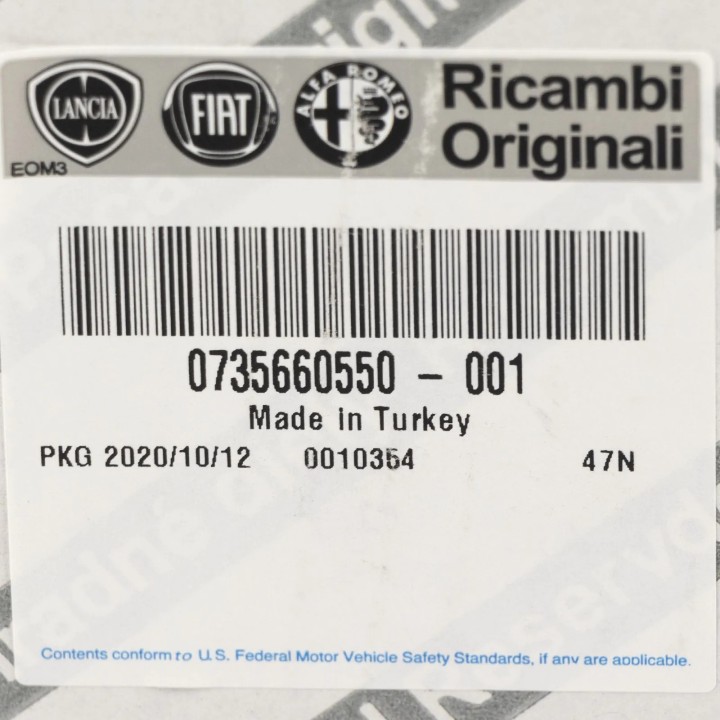 LANCIA FIAT ALFA ROMEO Ricambi
Originali
EOM3
0735660550 - 001
Made in Turkey
PKG 2020/10/12 0010354 47N
Contents conform to U.S. Federal Motor Vehicle Safety Standards, if any are applicable.